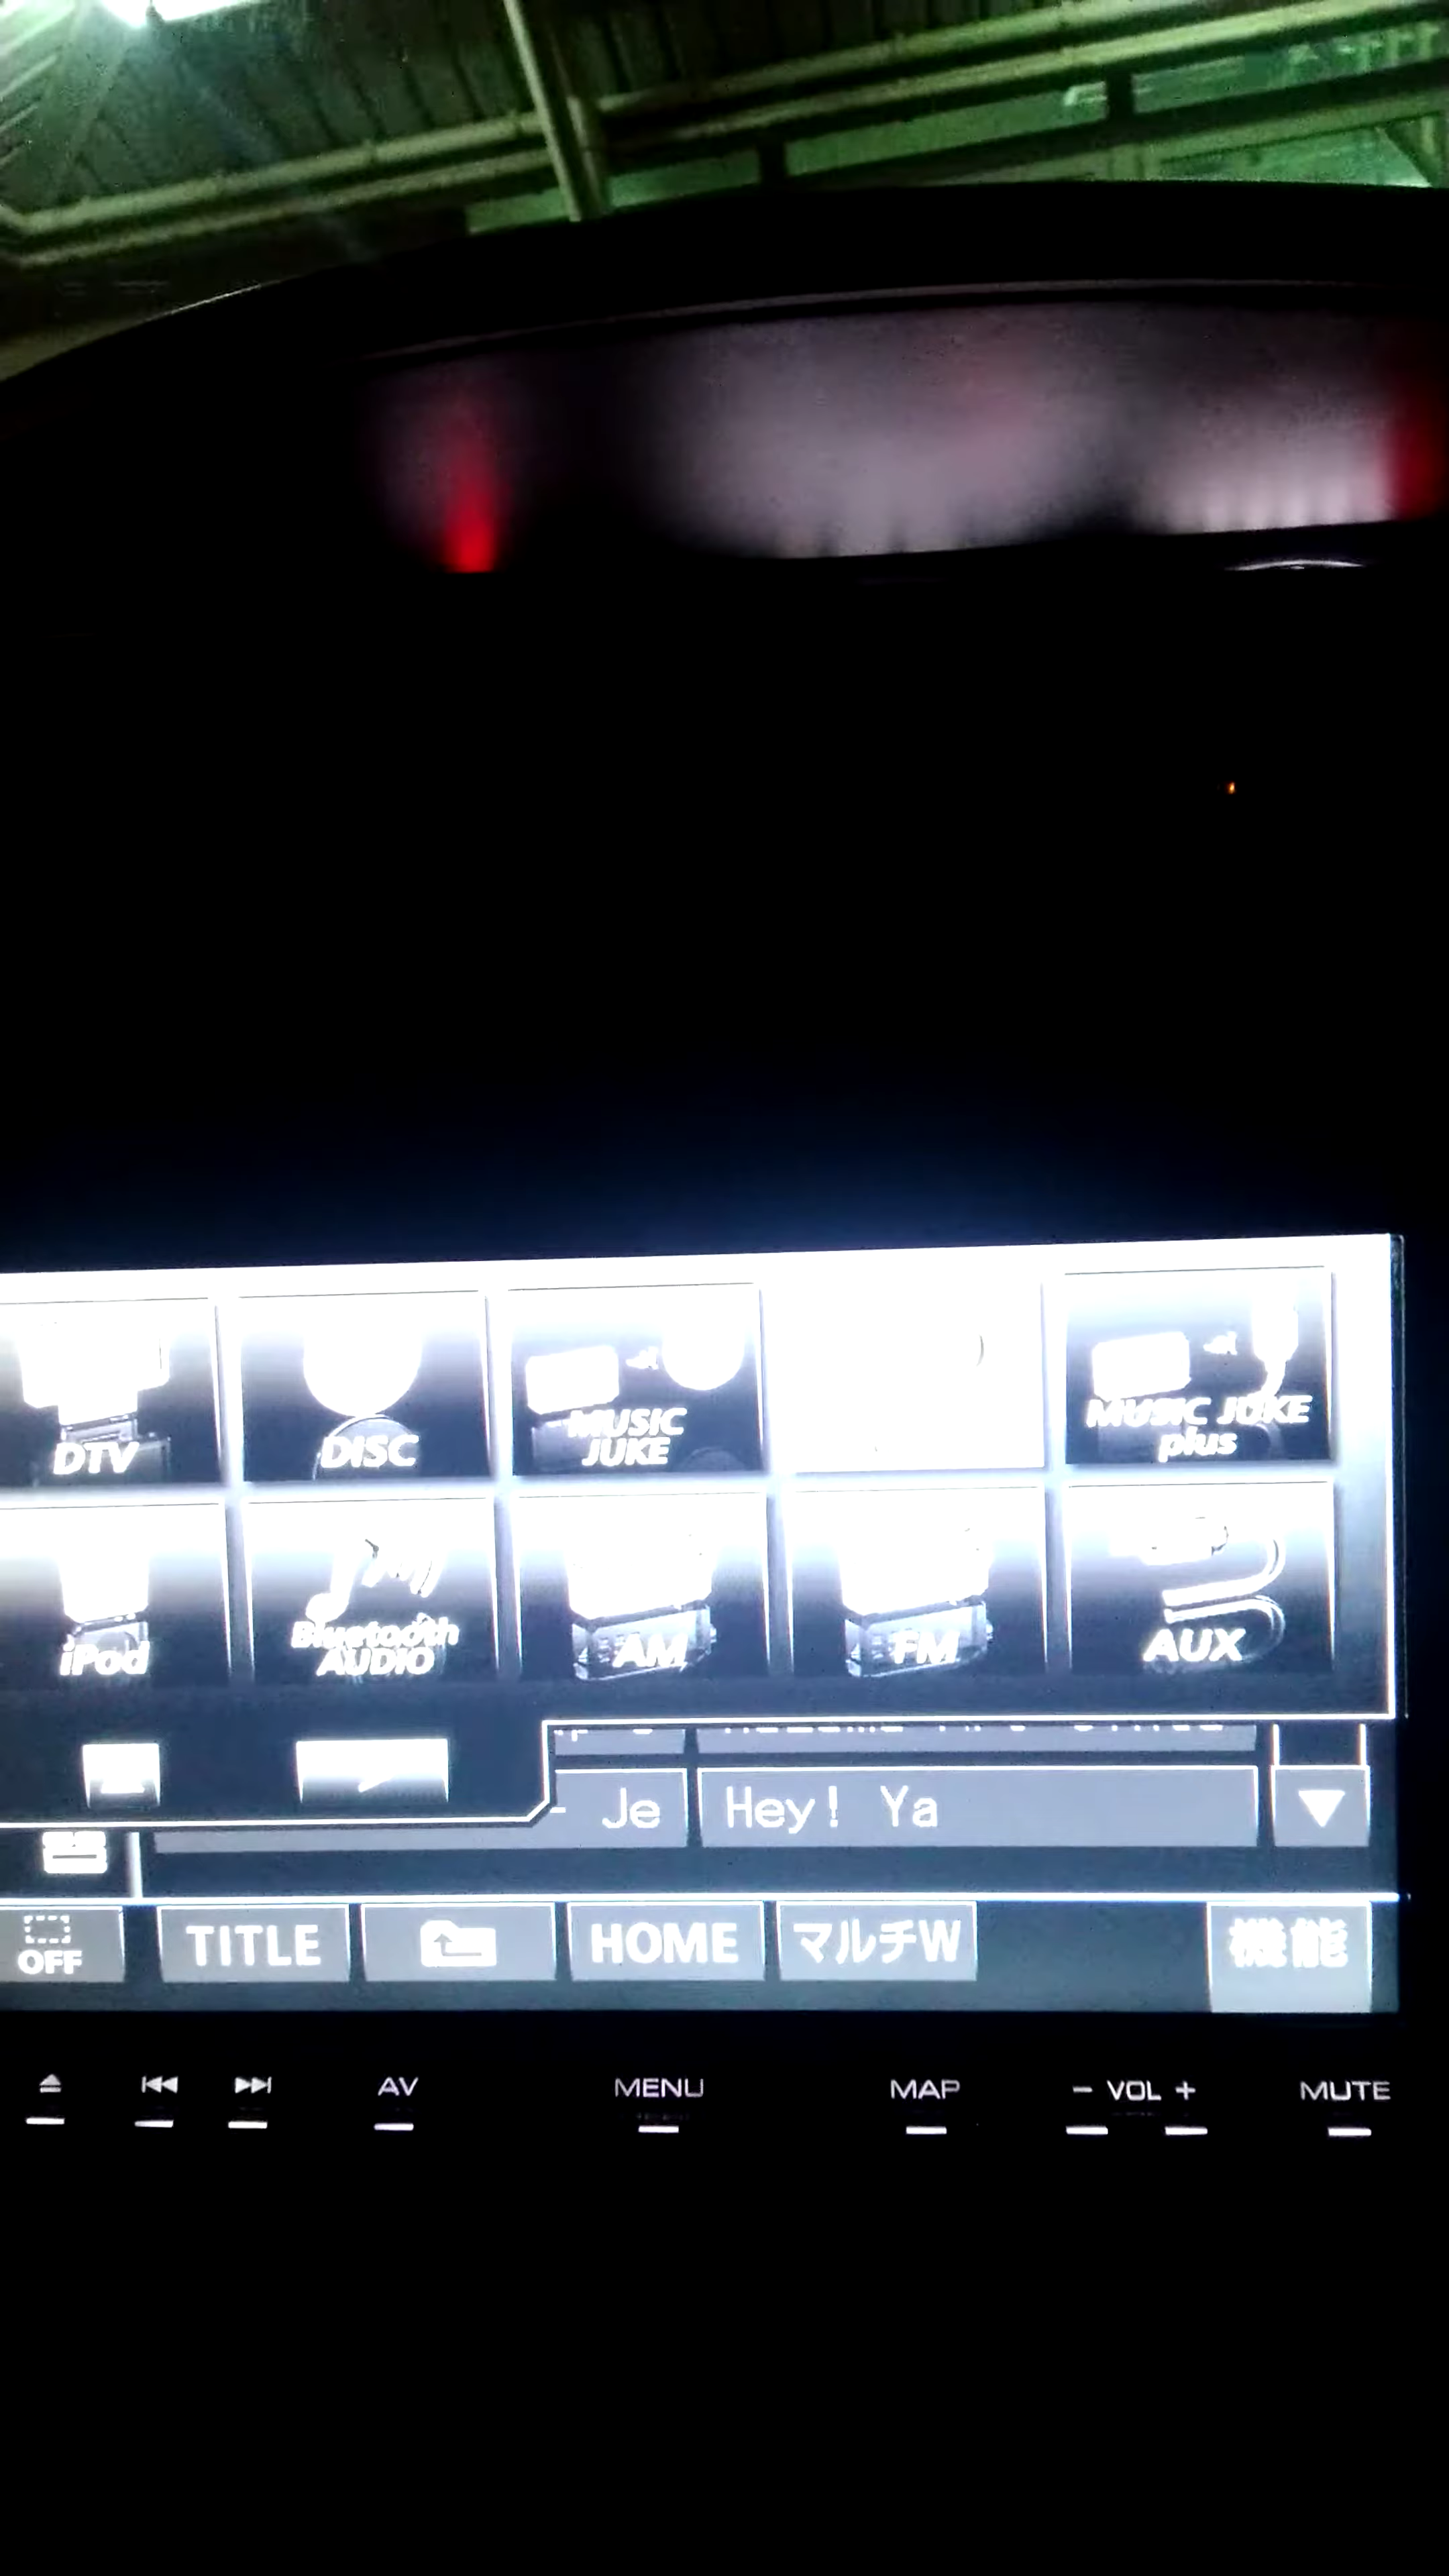 DTV
DISC
MUSIC
JUKE
MUSIC JUKE
plus
iPod
Bluetooth
AUDIO
AM
FM
AUX
- Je
Hey! Ya
OFF
TITLE
HOME
マルチW
機能
AV
MENU
MAP
− VOL +
MUTE